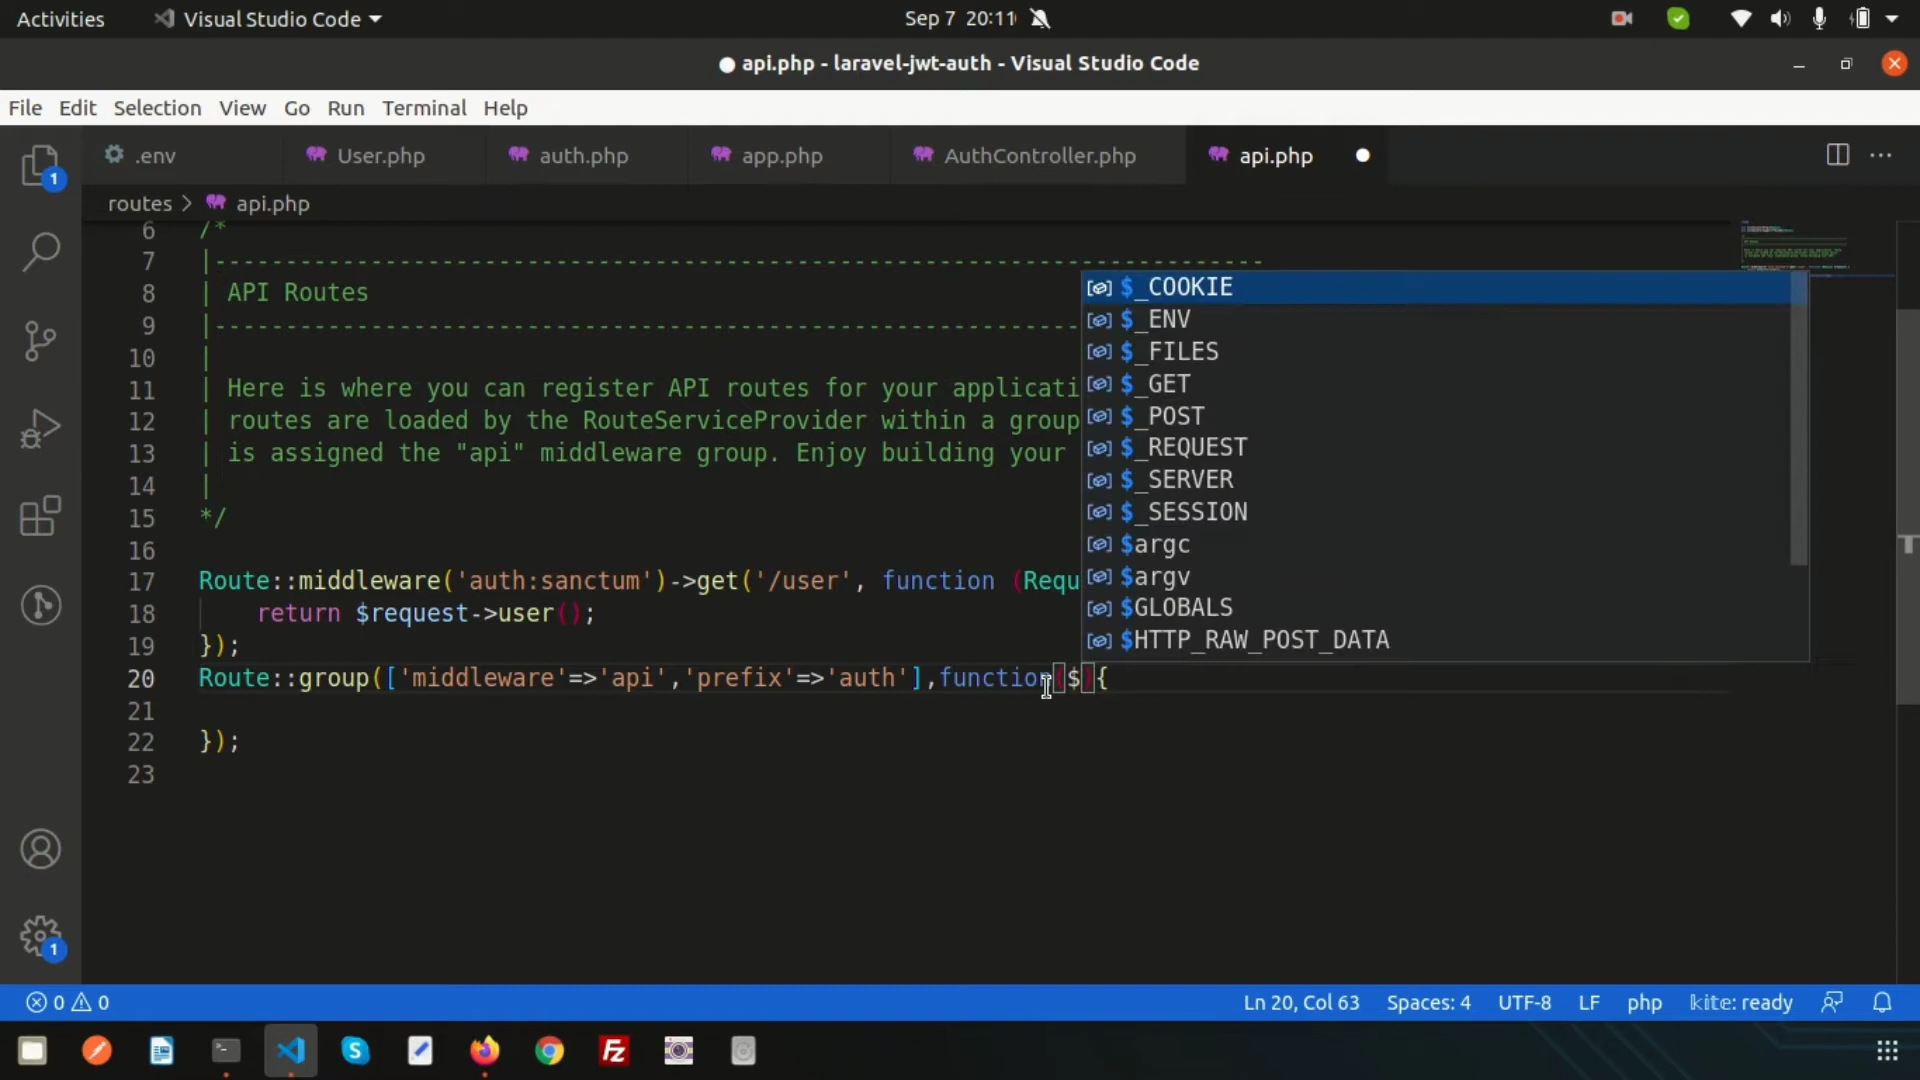 Activities
Visual Studio Code
Sep 7 20:11
api.php - laravel-jwt-auth - Visual Studio Code
File Edit Selection View Go Run Terminal Help
1
.env
User.php
auth.php
app.php
AuthController.php
api.php
routes > api.php
6 /*
7 |--------------------------------------------------------------------------
8 | API Routes
9 |-------------------------------------------------------------
10 |
11 | Here is where you can register API routes for your applicati
12 | routes are loaded by the RouteServiceProvider within a group
13 | is assigned the "api" middleware group. Enjoy building your
14 |
15 */
16
17 Route::middleware('auth:sanctum')->get('/user', function (Requ
18 return $request->user();
19 });
20 Route::group(['middleware'=>'api','prefix'=>'auth'],function($){
21
22 });
23
$_COOKIE
$_ENV
$_FILES
$_GET
$_POST
$_REQUEST
$_SERVER
$_SESSION
$argc
$argv
$GLOBALS
$HTTP_RAW_POST_DATA
1
0 0
Ln 20, Col 63
Spaces: 4
UTF-8
LF
php
kite: ready